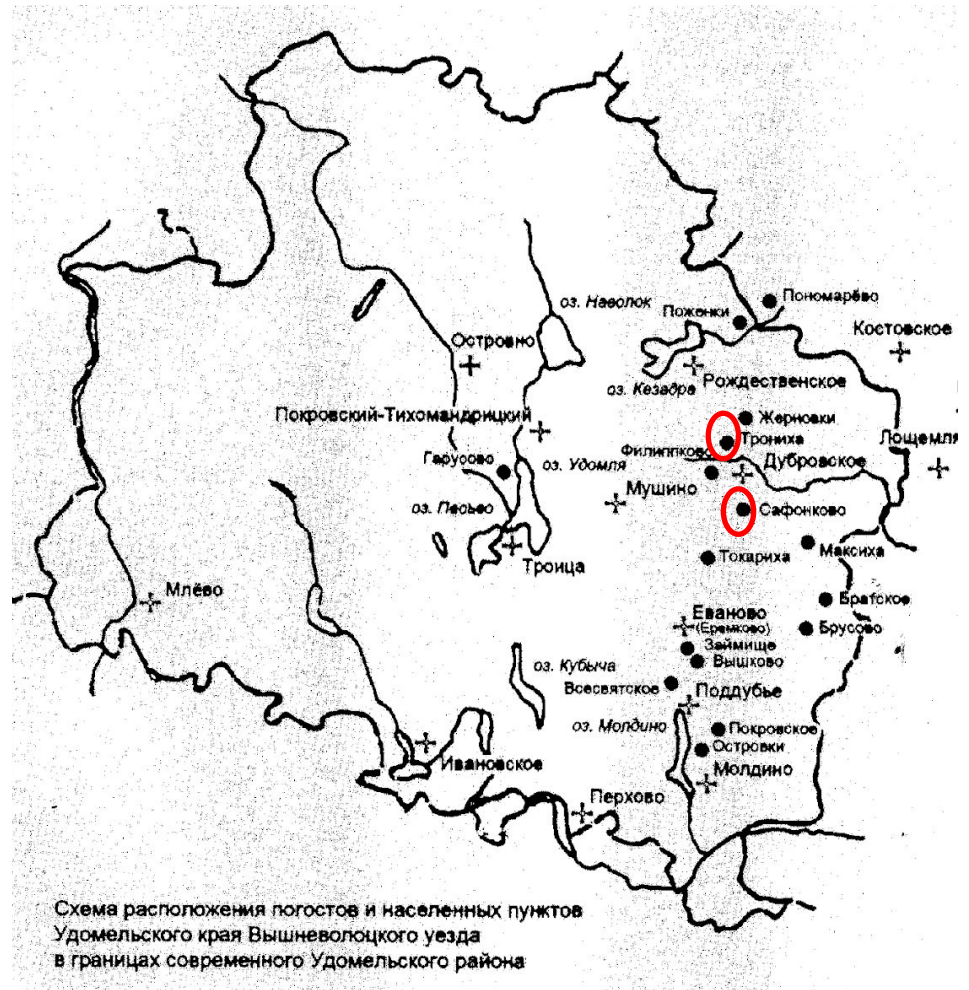 оз. Наволок
Пономарёво
Поженки
Костовское
Островно
оз. Кезадра
Рождественское
Покровский-Тихомандрицкий
Жерновки
Трониха
Лощемля
Филиппково
Дубровское
Гарусово
оз. Удомля
Мушино
оз. Песьво
Сафонково
Троица
Токариха
Максиха
Млёво
Братское
Еваново
(Еремково)
Брусово
Займище
оз. Кубыча
Вышково
Всесвятское
Поддубье
оз. Молдино
Покровское
Островки
Ивановское
Молдино
Перхово
Схема расположения погостов и населенных пунктов
Удомельского края Вышневолоцкого уезда
в границах современного Удомельского района